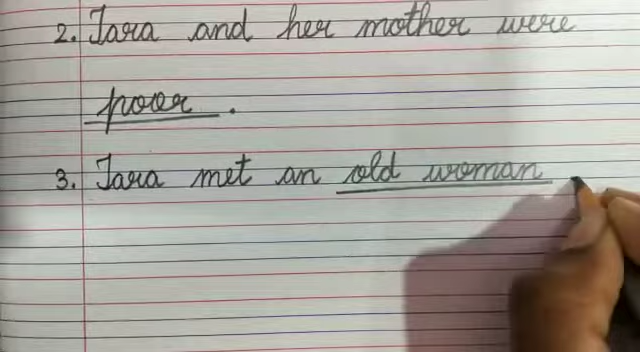 2. Tara and her mother were
poor.
3. Tara met an old woman